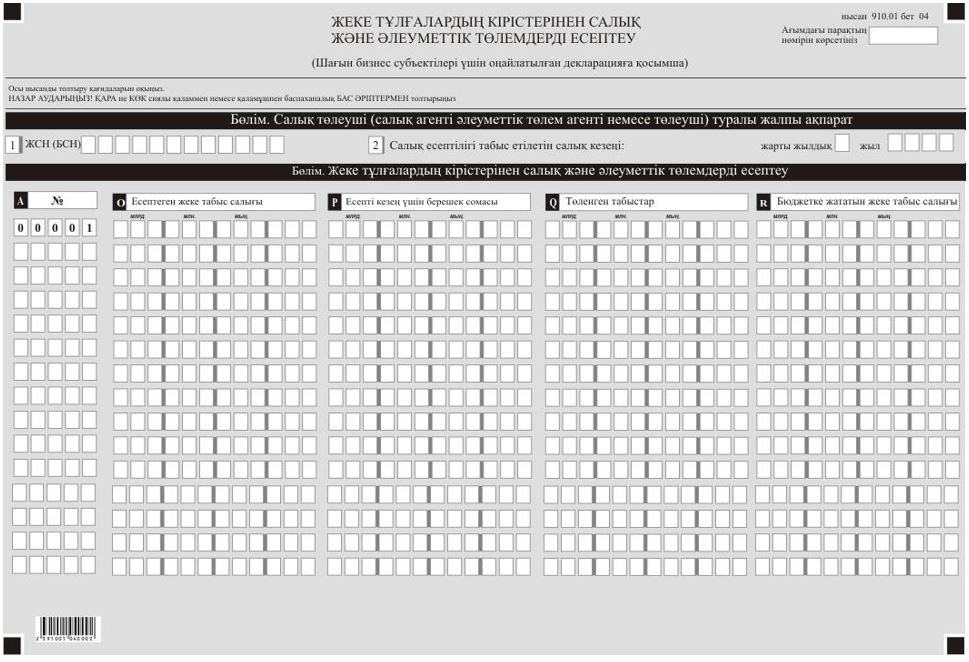 нысан 910.01 бет 04
ЖЕКЕ ТҰЛҒАЛАРДЫҢ КІРІСТЕРІНЕН САЛЫҚ
ЖӘНЕ ӘЛЕУМЕТТІК ТӨЛЕМДЕРДІ ЕСЕПТЕУ
Ағымдағы парақтың
нөмірін көрсетініз
(Шағын бизнес субъектілері үшін оңайлатылған декларацияға қосымша)
Осы нысанды толтыру қағидаларын оқыңыз.
НАЗАР АУДАРЫҢЫЗ! ҚАРА не КӨК сиялы қаламмен немесе қаламұшпен баспаханалық БАС ӘРІПТЕРМЕН толтырыңыз
Бөлім. Салық төлеуші (салық агенті әлеуметтік төлем агенті немесе төлеуші) туралы жалпы ақпарат
1 ЖСН (БСН) 2 Салық есептілігі табыс етілетін салық кезеңі: жарты жылдық жыл
Бөлім. Жеке тұлғалардың кірістерінен салық және әлеуметтік төлемдерді есептеу
A № O Есептеген жеке табыс салығы P Есепті кезең үшін берешек сомасы Q Төленген табыстар R Бюджетке жататын жеке табыс салығы
МЛРД. МЛН. МЫҢ. МЛРД. МЛН. МЫҢ. МЛРД. МЛН. МЫҢ. МЛРД. МЛН. МЫҢ.
0 0 0 0 1
2391001040002